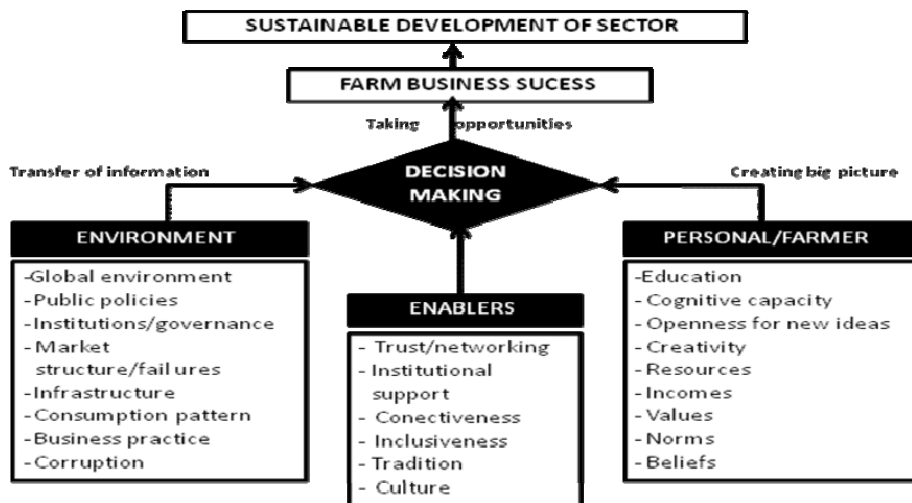 SUSTAINABLE DEVELOPMENT OF SECTOR
FARM BUSINESS SUCESS
Taking opportunities
DECISION
MAKING
Transfer of information
Creating big picture
ENVIRONMENT
-Global environment
-Public policies
-Institutions/governance
-Market
structure/failures
-Infrastructure
-Consumption pattern
-Business practice
-Corruption
ENABLERS
- Trust/networking
- Institutional
support
- Conectiveness
- Inclusiveness
- Tradition
- Culture
PERSONAL/FARMER
-Education
- Cognitive capacity
- Openness for new ideas
- Creativity
- Resources
- Incomes
- Values
- Norms
- Beliefs